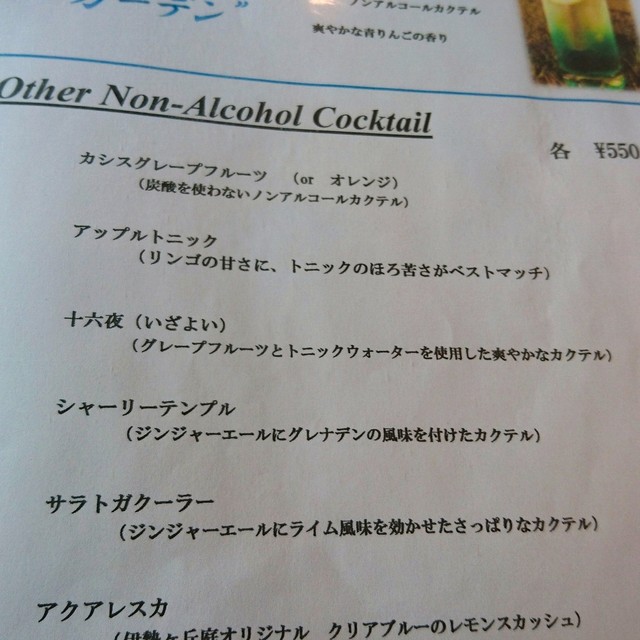 ガーデン”
ノンアルコールカクテル
爽やかな青りんごの香り
Other Non-Alcohol Cocktail
各 ¥550
カシスグレープフルーツ （or オレンジ）
（炭酸を使わないノンアルコールカクテル）
アップルトニック
（リンゴの甘さに、トニックのほろ苦さがベストマッチ）
十六夜（いざよい）
（グレープフルーツとトニックウォーターを使用した爽やかなカクテル）
シャーリーテンプル
（ジンジャーエールにグレナデンの風味を付けたカクテル）
サラトガクーラー
（ジンジャーエールにライム風味を効かせたさっぱりなカクテル）
アクアレスカ
（伊勢ヶ丘庭オリジナル クリアブルーのレモンスカッシュ）